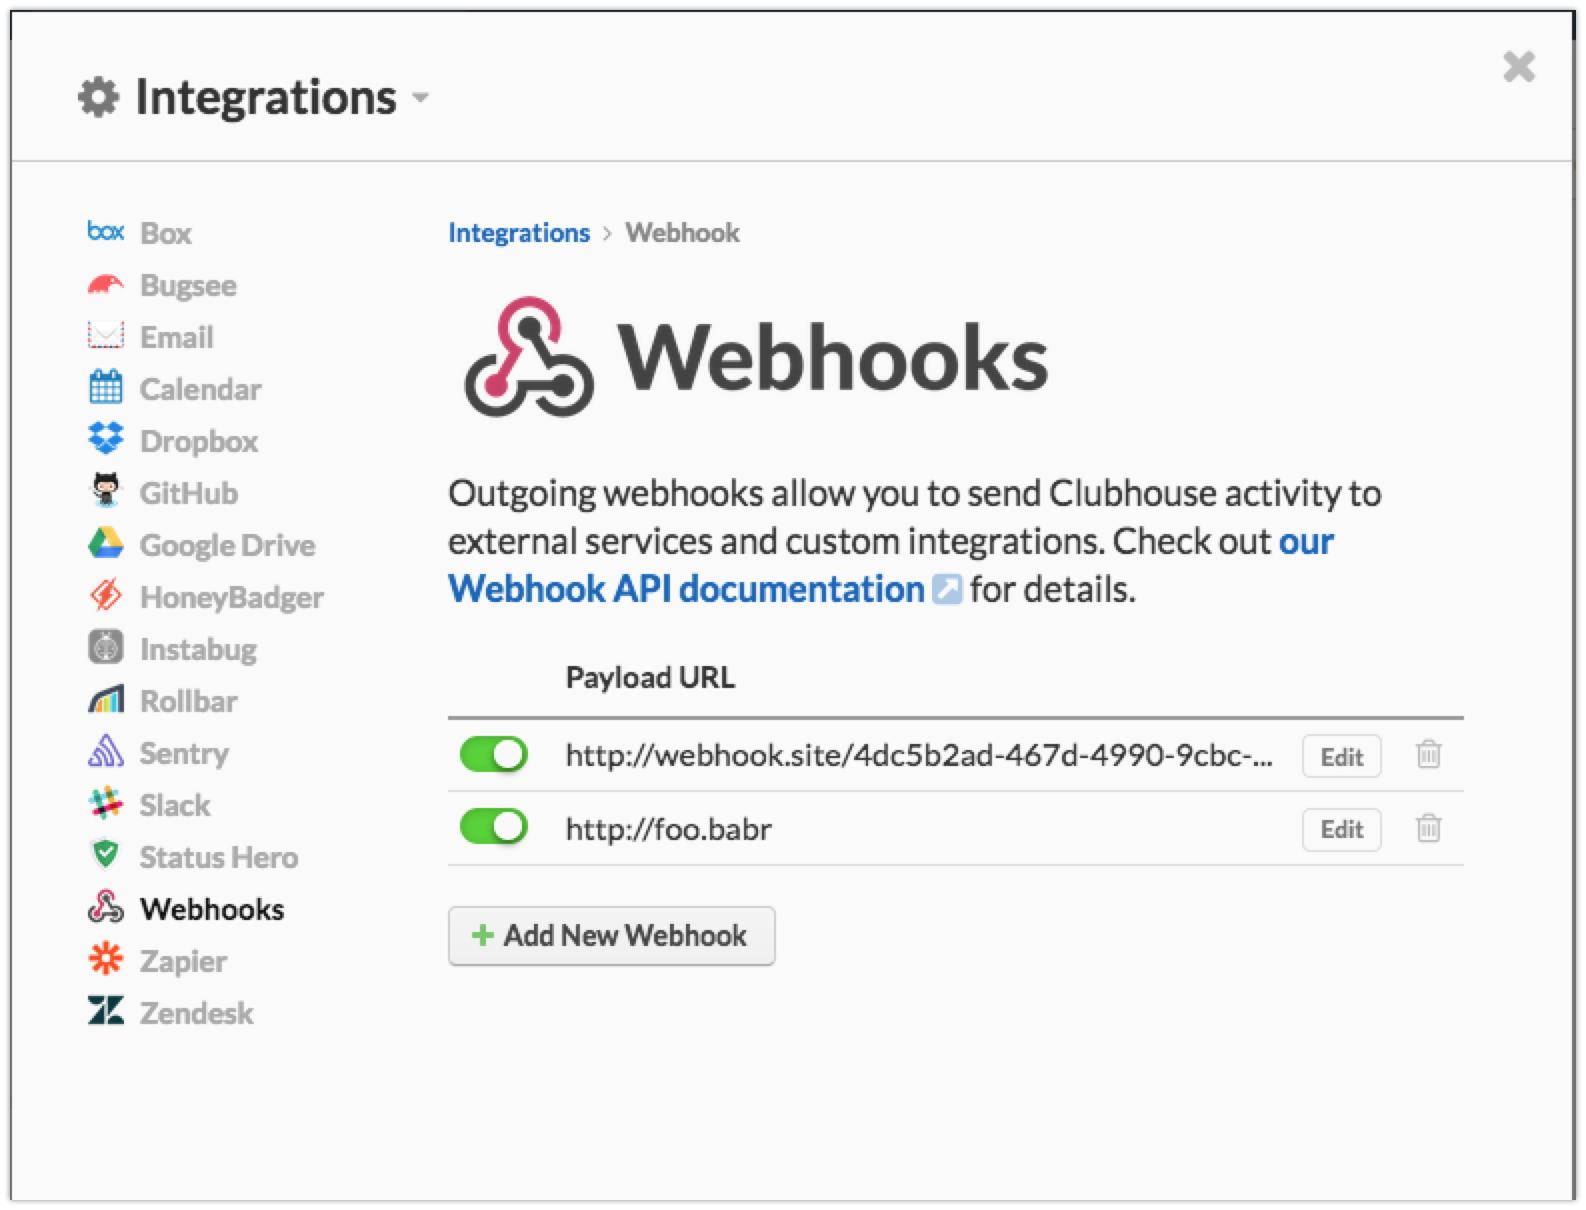 Integrations
box Box
Bugsee
Email
Calendar
Dropbox
GitHub
Google Drive
HoneyBadger
Instabug
Rollbar
Sentry
Slack
Status Hero
Webhooks
Zapier
Zendesk
Integrations > Webhook
Webhooks
Outgoing webhooks allow you to send Clubhouse activity to
external services and custom integrations. Check out our
Webhook API documentation for details.
Payload URL
http://webhook.site/4dc5b2ad-467d-4990-9cbc-... Edit
http://foo.babr Edit
+ Add New Webhook